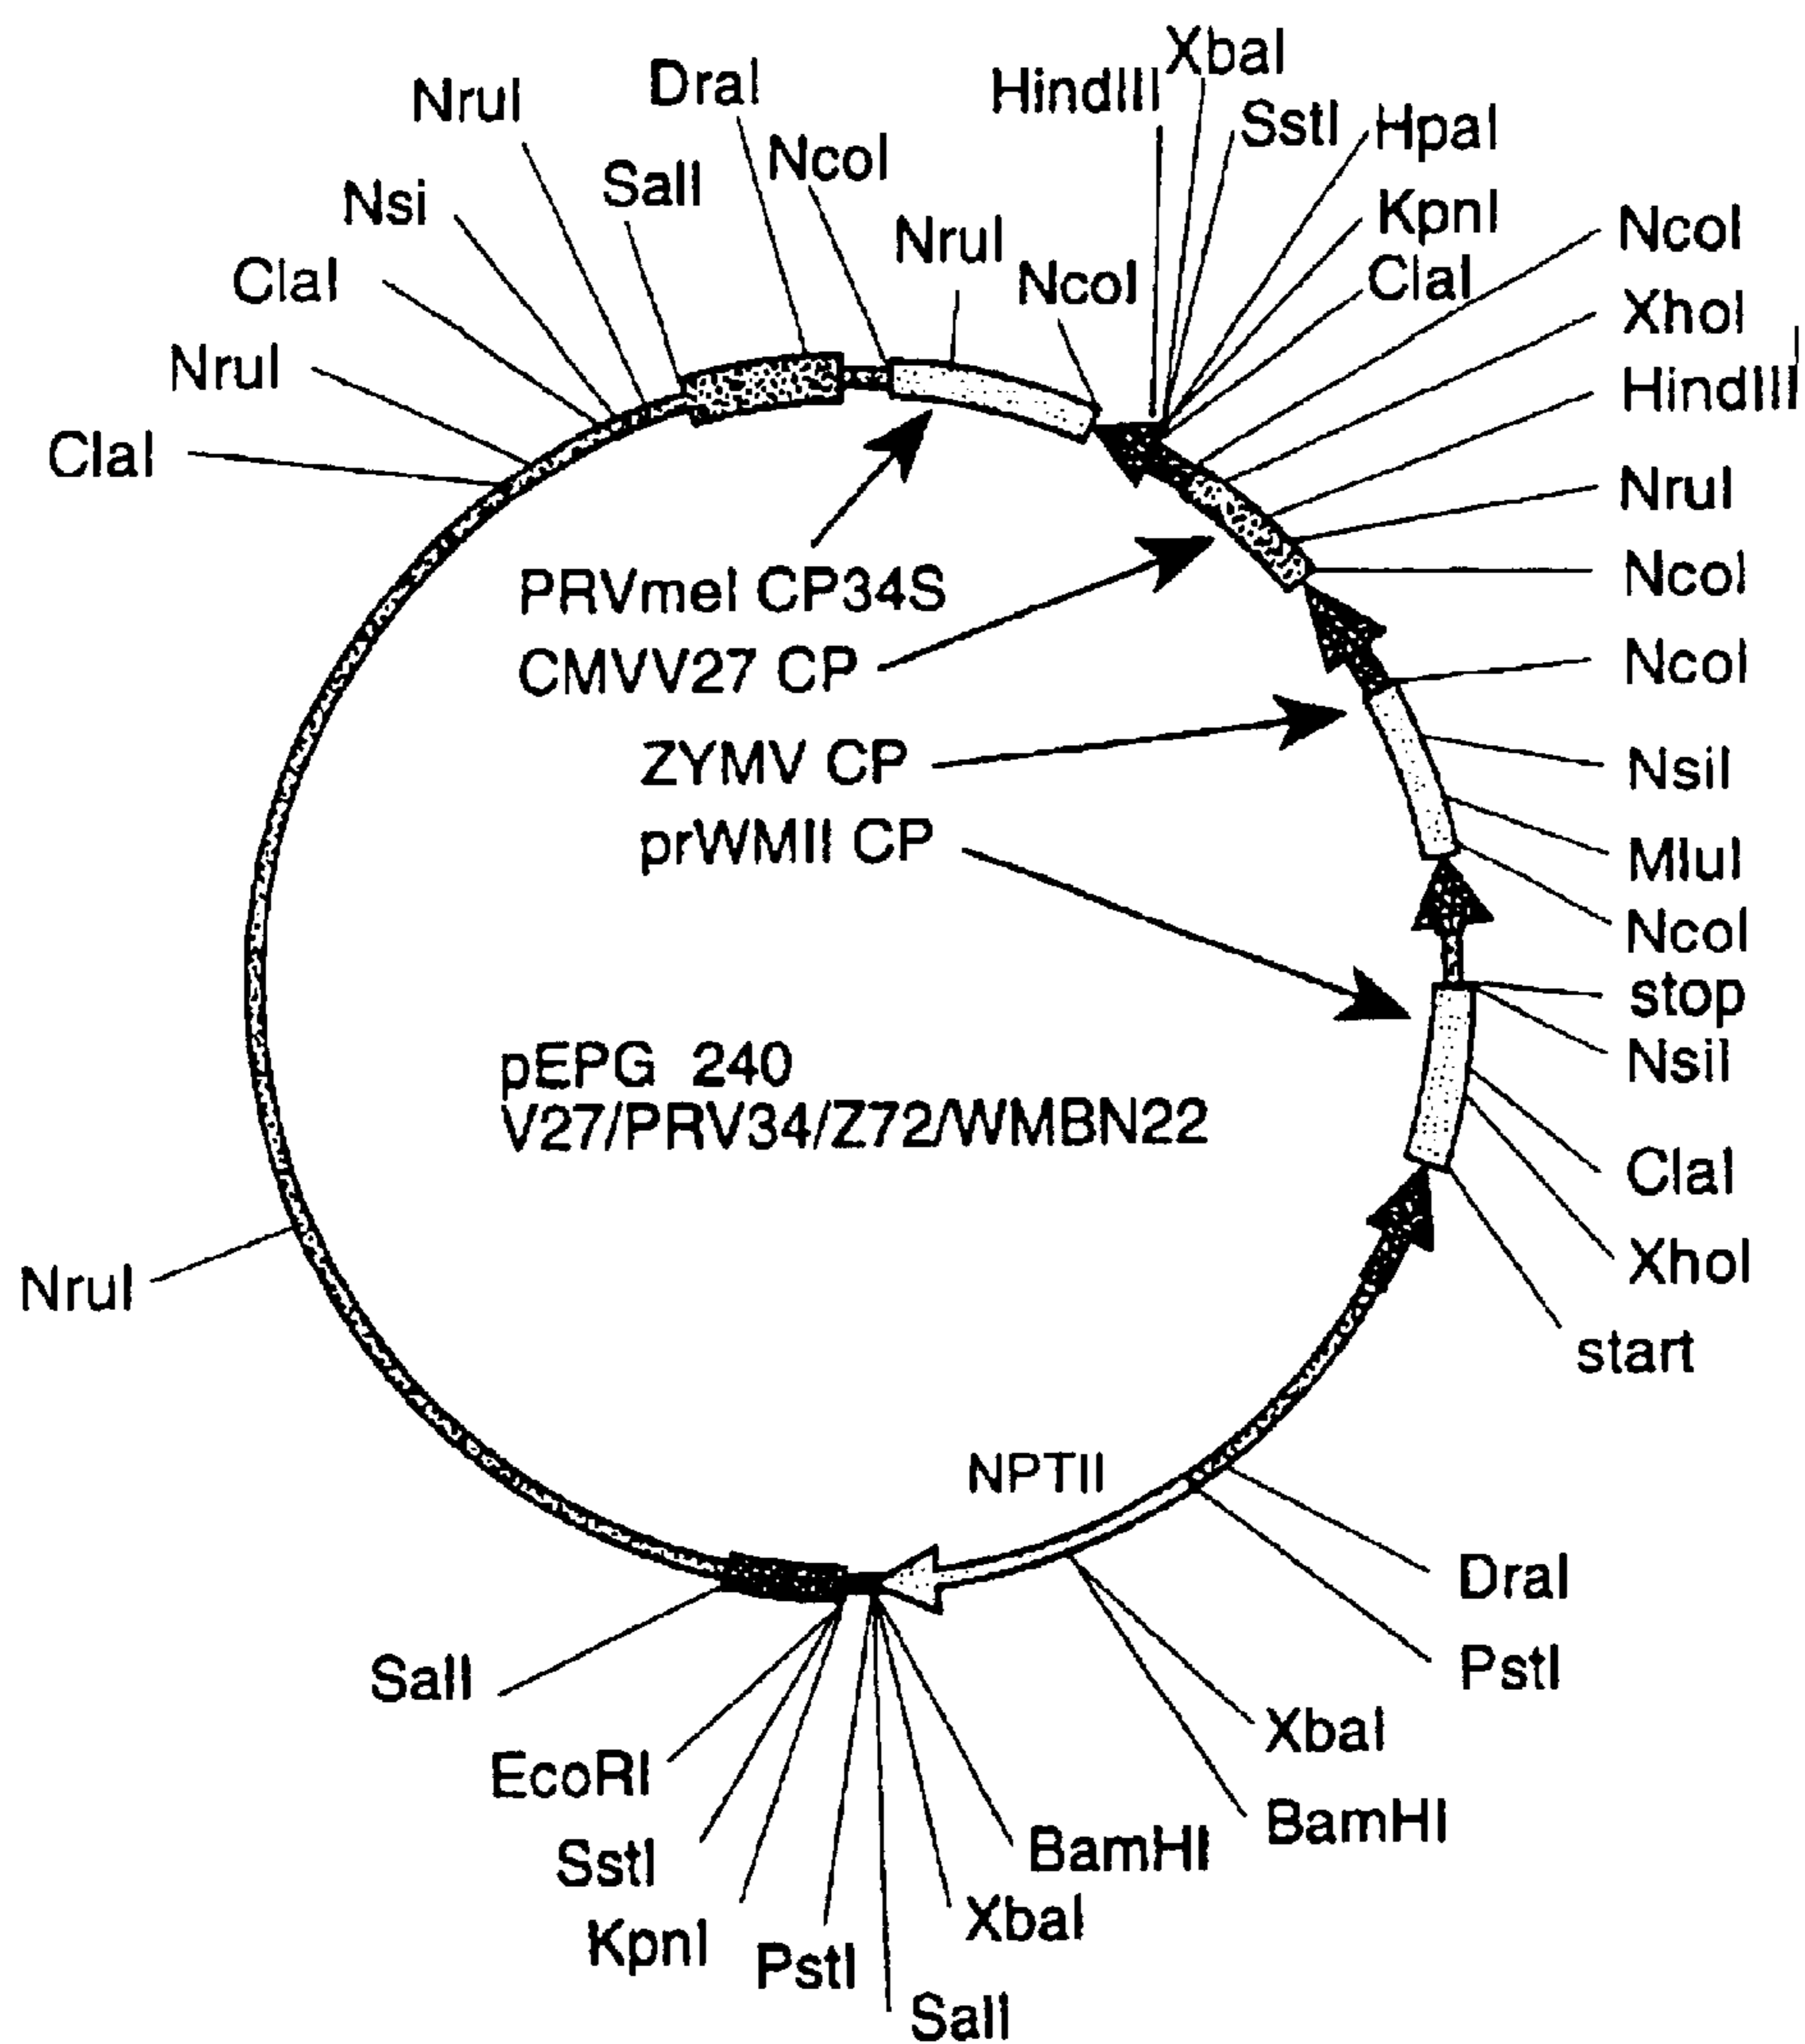 XbaI
DraI
HindIII
NruI
SstI
HpaI
NcoI
SalI
Nsi
KpnI
NcoI
NruI
ClaI
NcoI
ClaI
XhoI
NruI
HindIII
ClaI
NruI
NcoI
PRVmel CP34S
CMVV27 CP
NcoI
ZYMV CP
NsiI
prWMII CP
MluI
NcoI
stop
pEPG 240
NsiI
V27/PRV34/Z72/WMBN22
ClaI
XhoI
NruI
start
NPTII
DraI
SalI
PstI
XbaI
EcoRI
BamHI
SstI
BamHI
XbaI
KpnI
PstI
SalI